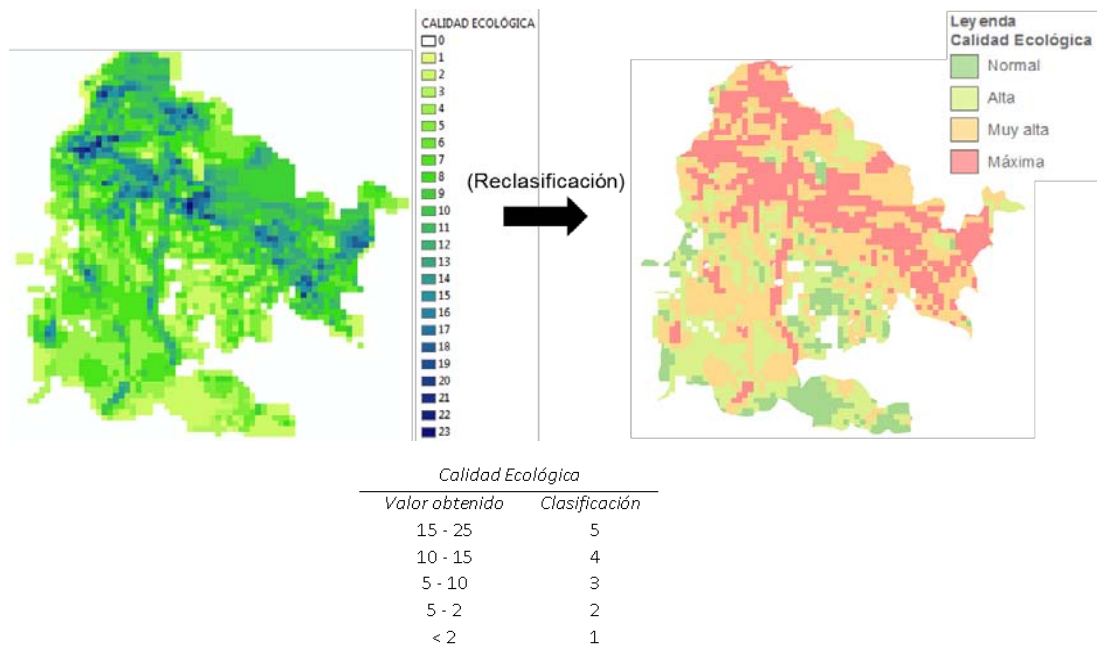 CALIDAD ECOLÓGICA
0
1
2
3
4
5
6
7
8
9
10
11
12
13
14
15
16
17
18
19
20
21
22
23
(Reclasificación)
Leyenda
Calidad Ecológica
Normal
Alta
Muy alta
Máxima
Calidad Ecológica
Valor obtenido Clasificación
15 - 25 5
10 - 15 4
5 - 10 3
5 - 2 2
< 2 1